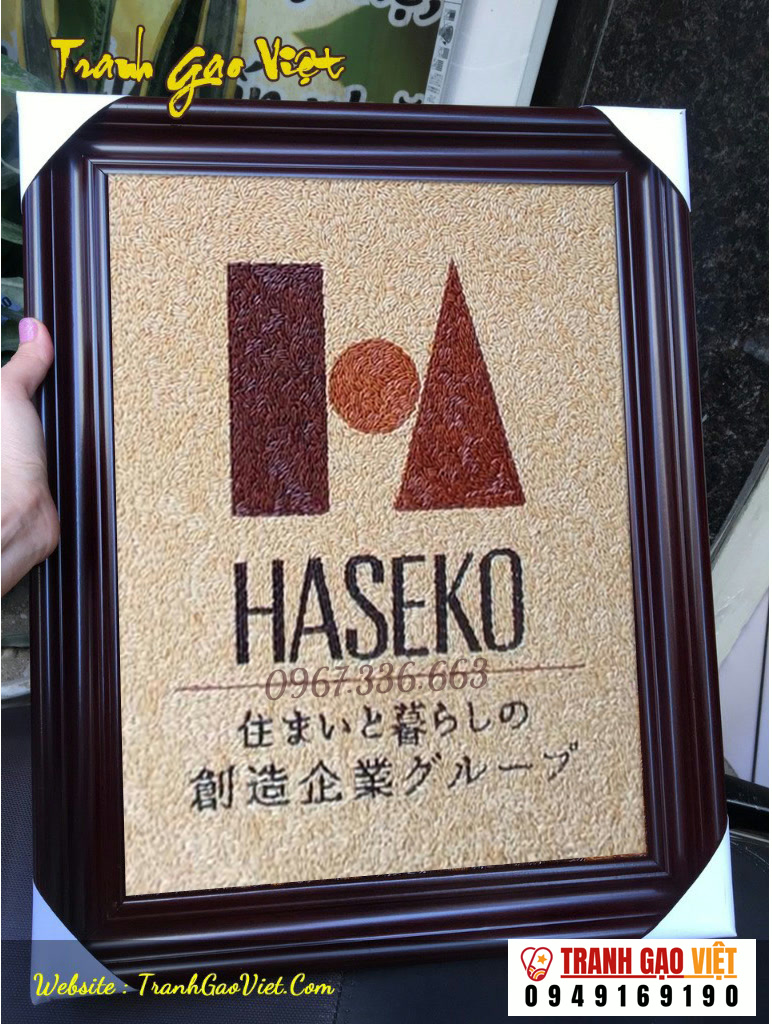 Tranh Gạo Việt
HASEKO
0967.336.663
住まいと暮らしの
創造企業グループ
Website : TranhGaoViet.Com
TRANH GẠO VIỆT
0949169190